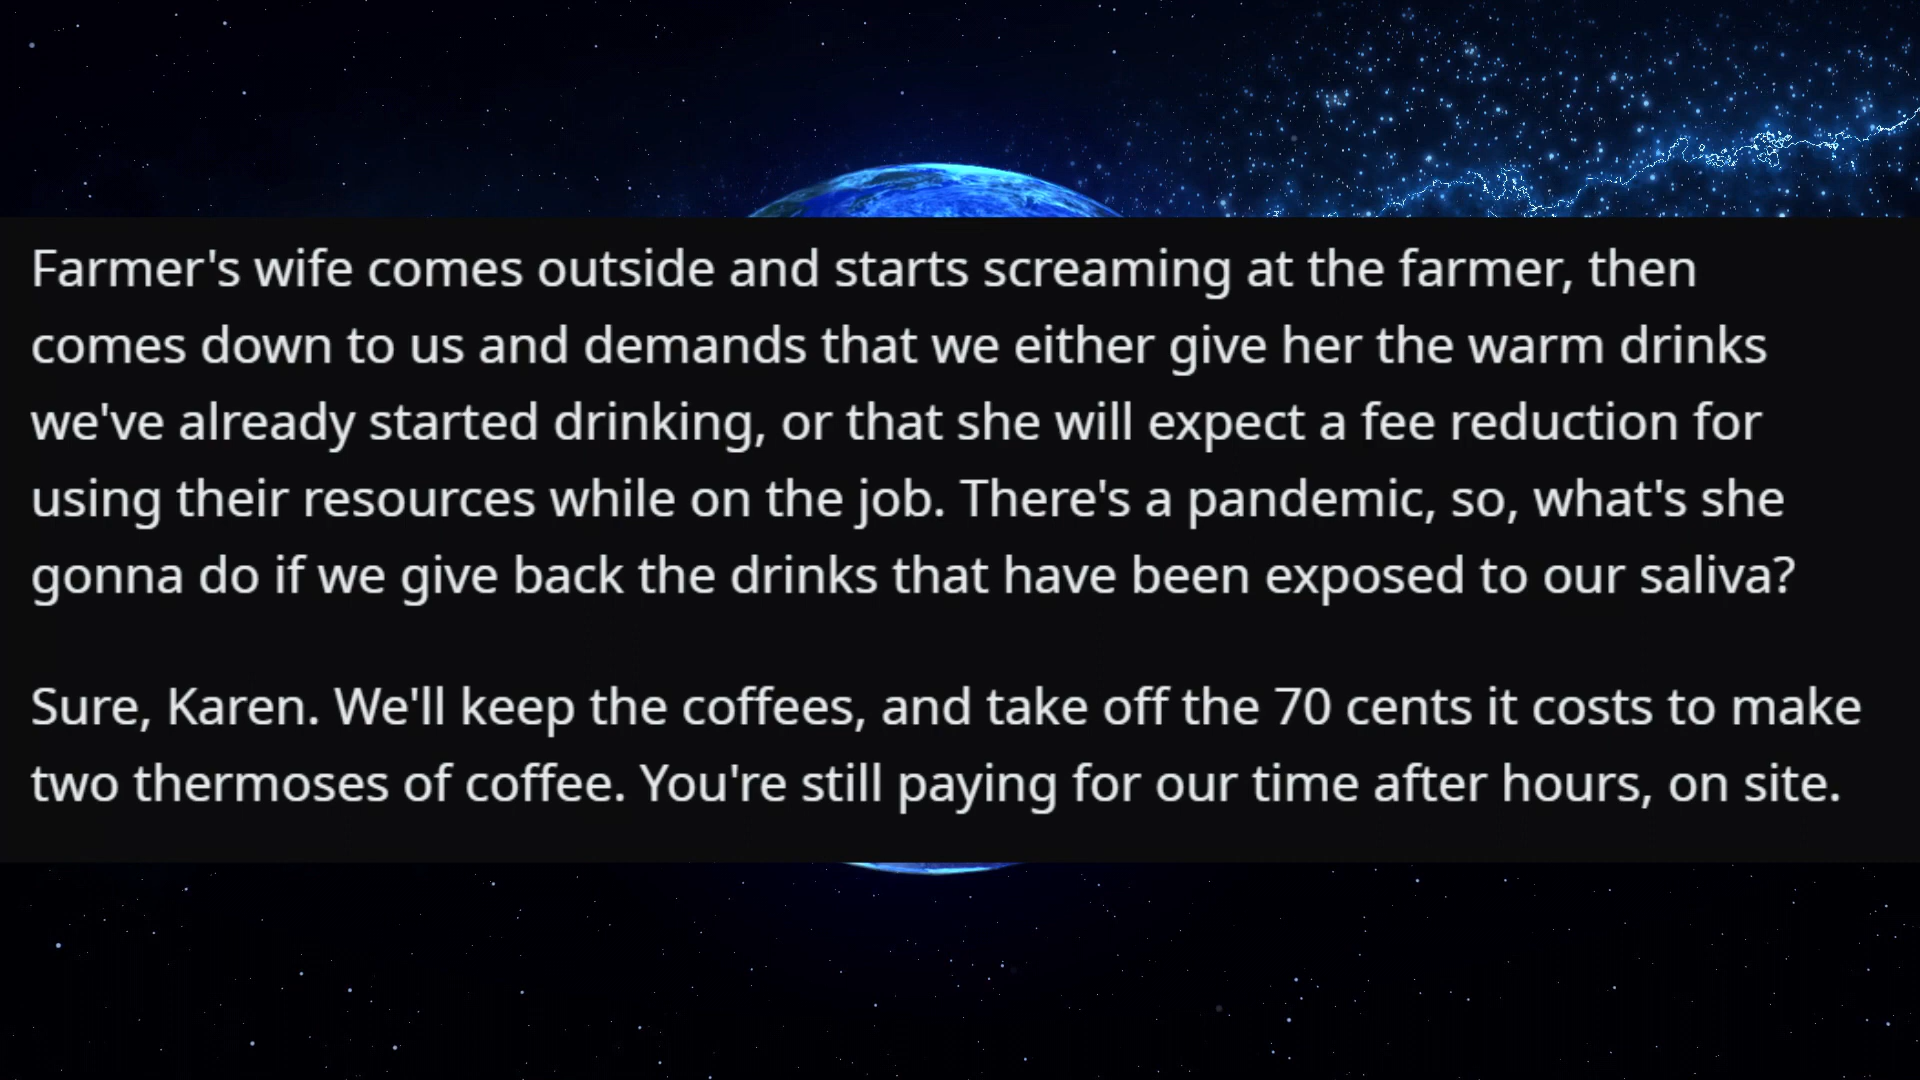 Farmer's wife comes outside and starts screaming at the farmer, then
comes down to us and demands that we either give her the warm drinks
we've already started drinking, or that she will expect a fee reduction for
using their resources while on the job. There's a pandemic, so, what's she
gonna do if we give back the drinks that have been exposed to our saliva?
Sure, Karen. We'll keep the coffees, and take off the 70 cents it costs to make
two thermoses of coffee. You're still paying for our time after hours, on site.